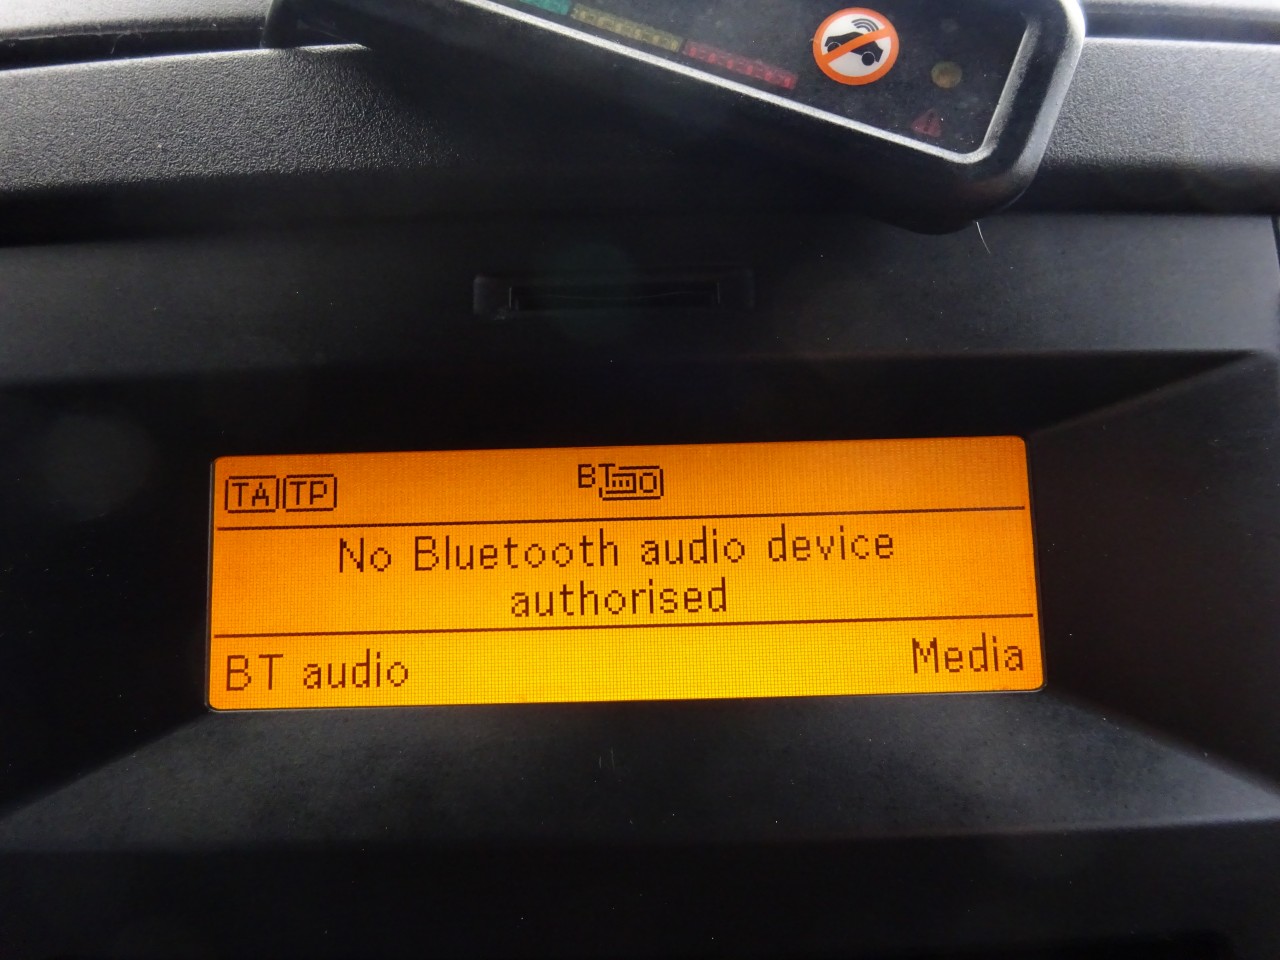 TA TP BT
No Bluetooth audio device
authorised
BT audio Media